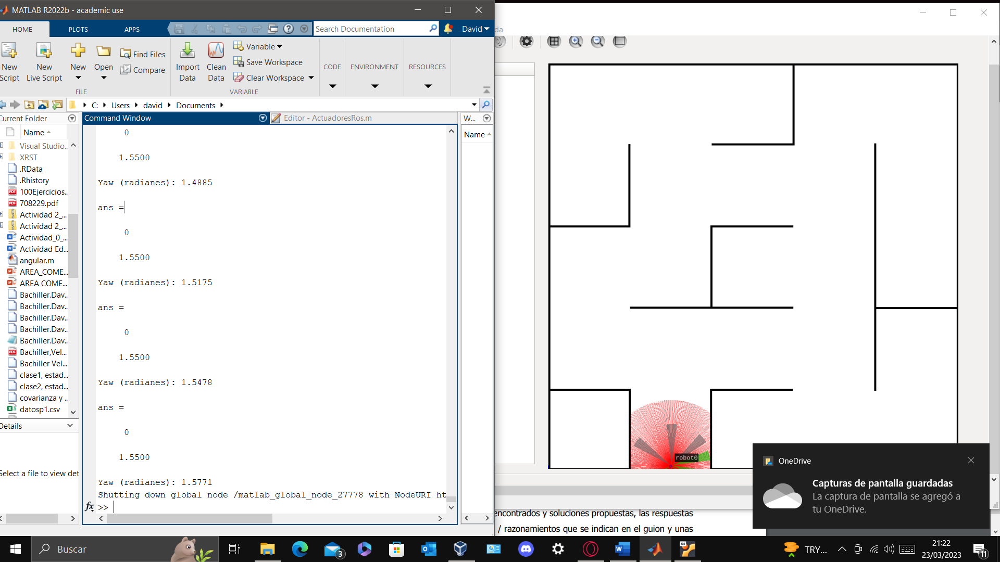 MATLAB R2022b - academic use
HOME
PLOTS
APPS
Search Documentation
David
New Script
New Live Script
New
Open
Find Files
Compare
FILE
Import Data
Clean Data
Variable
Save Workspace
Clear Workspace
VARIABLE
CODE
ENVIRONMENT
RESOURCES
C:
Users
david
Documents
Current Folder
Name
Visual Studio...
XRST
.RData
.Rhistory
100Ejercicios...
708229.pdf
Actividad 2_...
Actividad 2_...
Actividad_0_...
Actividad Ed...
angular.m
AREA_COME...
AREA COME...
Bachiller.Dav...
Bachiller.Dav...
Bachiller.Dav...
Bachiller.Dav...
Bachiller.Dav...
Bachiller,Vel...
Bachiller Vel...
clase1, estad...
clase2, estad...
covarianza y ...
datosp1.csv
Details
Select a file to view det
Command Window
Editor - ActuadoresRos.m
0
1.5500
Yaw (radianes): 1.4885
ans =
0
1.5500
Yaw (radianes): 1.5175
ans =
0
1.5500
Yaw (radianes): 1.5478
ans =
0
1.5500
Yaw (radianes): 1.5771
Shutting down global node /matlab_global_node_27778 with NodeURI ht
fx >>
W...
Name
da
robot0
encontrados y soluciones propuestas, las respuestas
/ razonamientos que se indican en el guion y unas
OneDrive
Capturas de pantalla guardadas
La captura de pantalla se agregó a
tu OneDrive.
Buscar
3
64
TRY...
21:22
23/03/2023
11